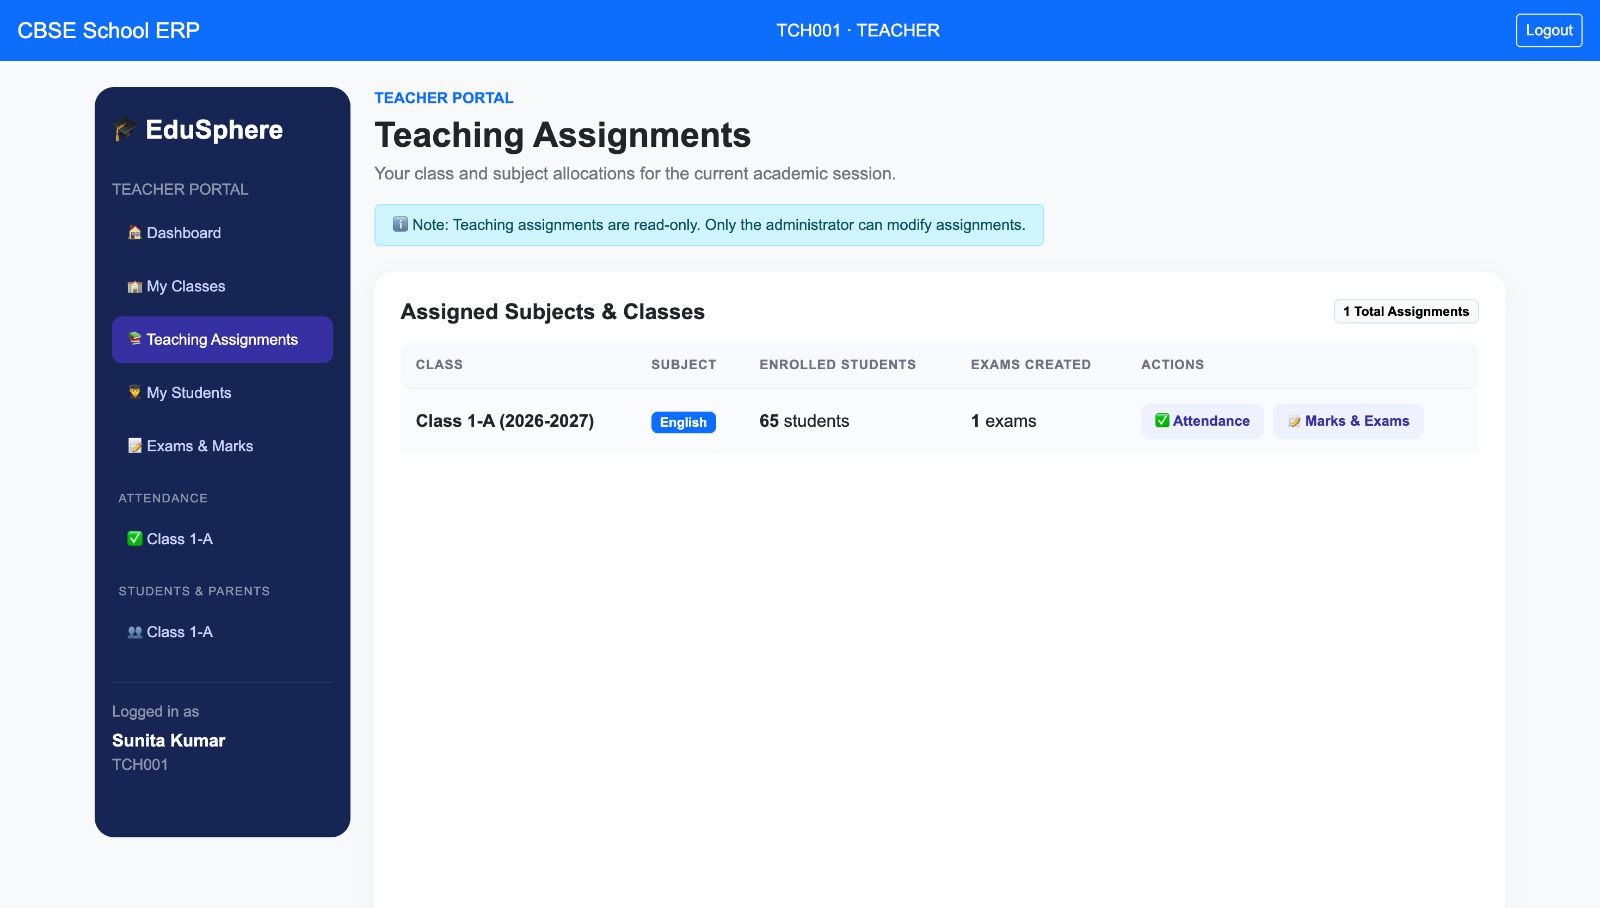 CBSE School ERP
TCH001 · TEACHER
Logout
EduSphere
TEACHER PORTAL
Dashboard
My Classes
Teaching Assignments
My Students
Exams & Marks
ATTENDANCE
Class 1-A
STUDENTS & PARENTS
Class 1-A
Logged in as
Sunita Kumar
TCH001
TEACHER PORTAL
Teaching Assignments
Your class and subject allocations for the current academic session.
Note: Teaching assignments are read-only. Only the administrator can modify assignments.
Assigned Subjects & Classes
1 Total Assignments
CLASS SUBJECT ENROLLED STUDENTS EXAMS CREATED ACTIONS
Class 1-A (2026-2027) English 65 students 1 exams Attendance Marks & Exams